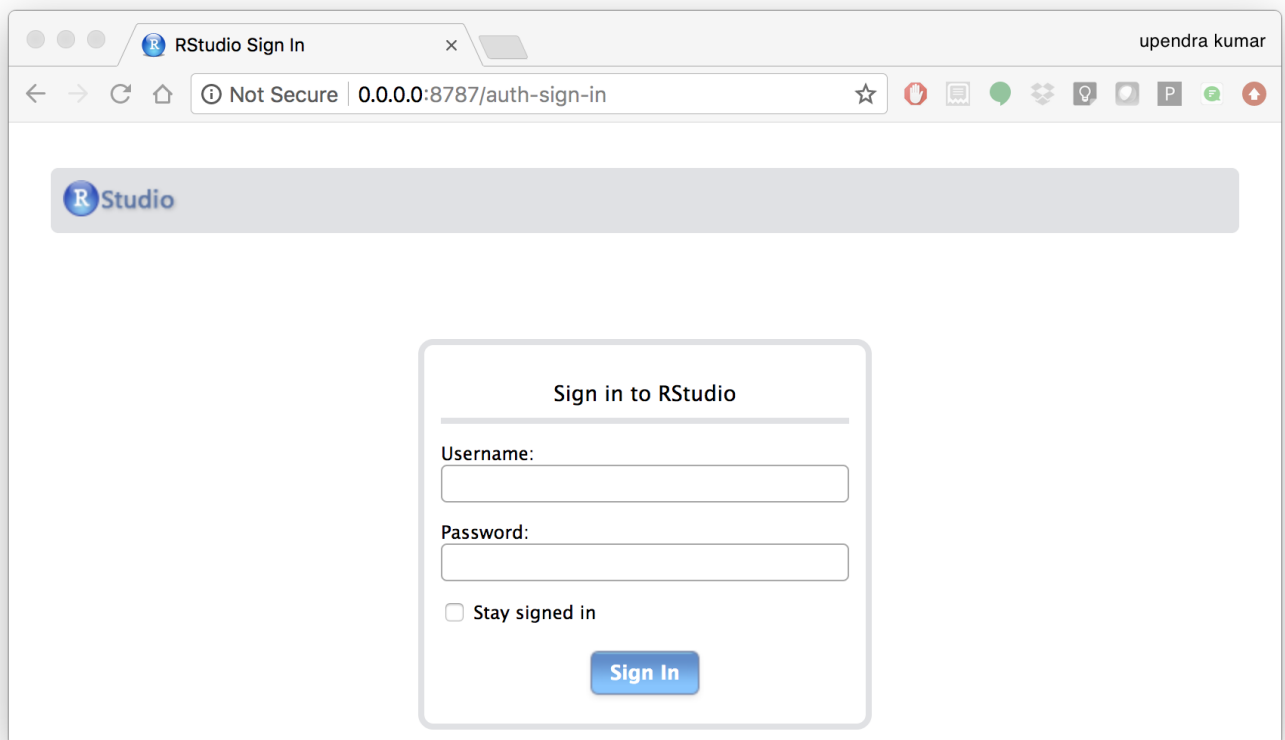 RStudio Sign In
upendra kumar
Not Secure 0.0.0.0:8787/auth-sign-in
P
R Studio
Sign in to RStudio
Username:
Password:
Stay signed in
Sign In